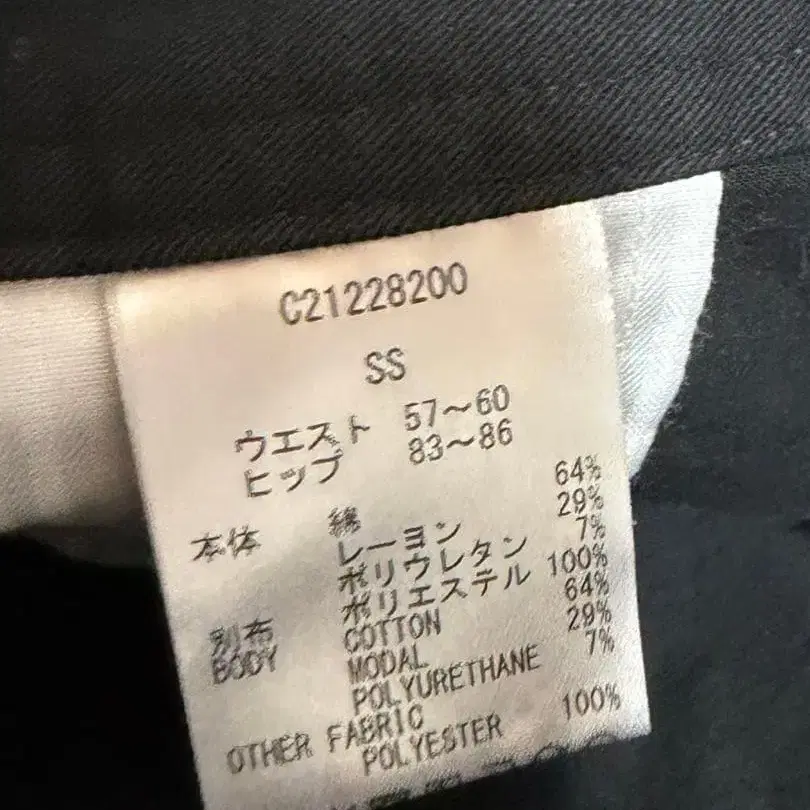 C21228200
SS
ウエスト 57～60
ヒップ 83～86
本体 綿 64%
レーヨン 29%
ポリウレタン 7%
別布 ポリエステル 100%
BODY COTTON 64%
MODAL 29%
POLYURETHANE 7%
OTHER FABRIC
POLYESTER 100%